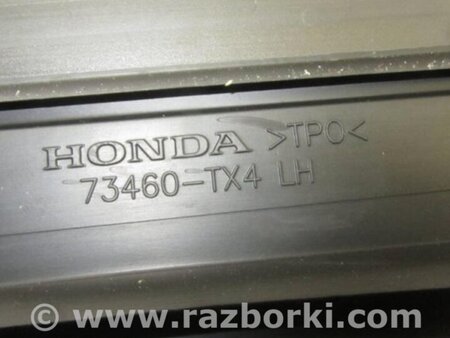 HONDA >TPO<
73460-TX4 LH
© www.razborki.com